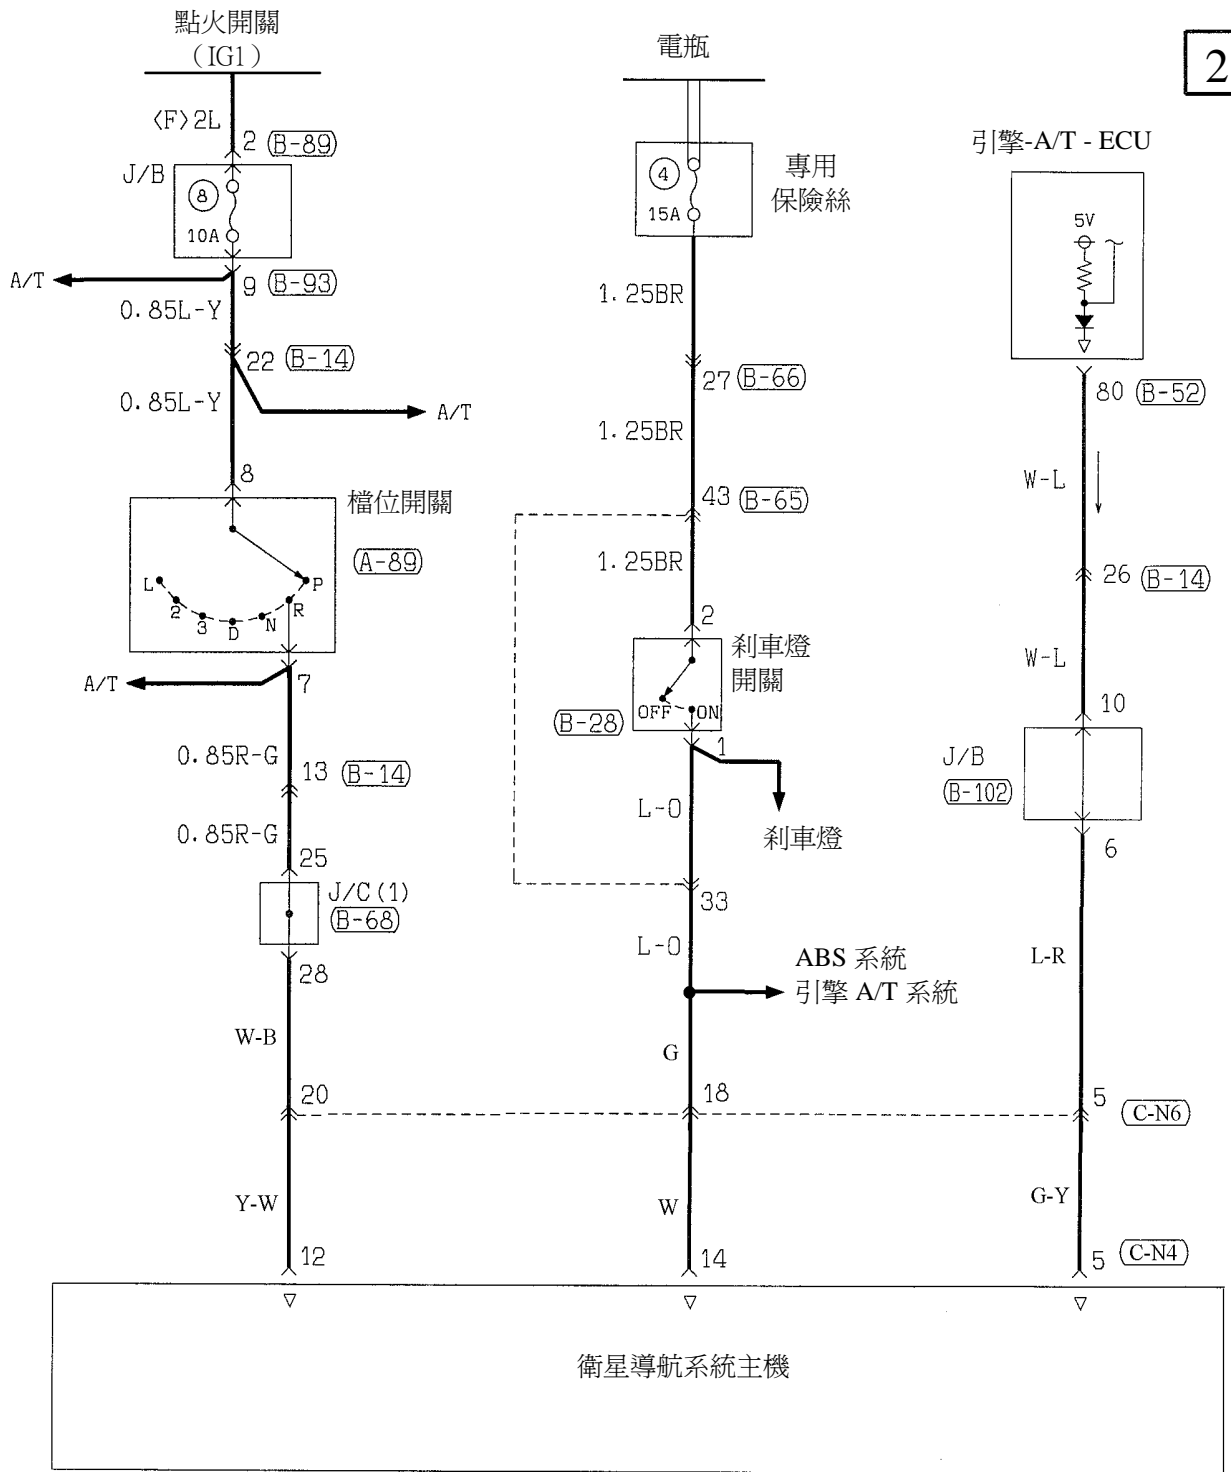 點火開關
（IG1）
電瓶
2
〈F〉2L
2 (B-89)
J/B
8
10A
A/T
9 (B-93)
0.85L-Y
22 (B-14)
0.85L-Y
A/T
8
檔位開關
(A-89)
L
2
3
D
N
R
P
A/T
7
0.85R-G
13 (B-14)
0.85R-G
25
J/C(1)
(B-68)
28
W-B
20
Y-W
12
4
15A
專用
保險絲
1.25BR
27 (B-66)
1.25BR
43 (B-65)
1.25BR
2
剎車燈
開關
OFF
ON
(B-28)
1
L-O
剎車燈
33
L-O
ABS 系統
引擎 A/T 系統
G
18
W
14
引擎-A/T - ECU
5V
80 (B-52)
W-L
26 (B-14)
W-L
10
J/B
(B-102)
6
L-R
5 (C-N6)
G-Y
5 (C-N4)
衛星導航系統主機